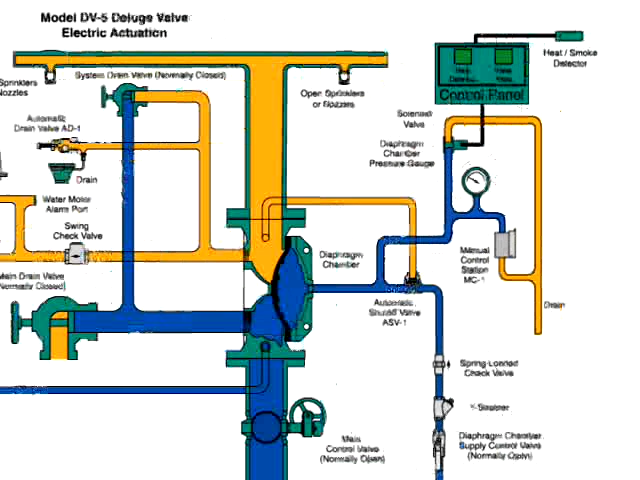 Model DV-5 Deluge Valve
Electric Actuation
Heat / Smoke
Detector
System Drain Valve (Normally Closed)
Sprinklers
Nozzles
Open Sprinklers
or Nozzles
Control Panel
Automatic
Drain Valve AD-1
Solenoid
Valve
Diaphragm
Chamber
Pressure Gauge
Drain
Water Motor
Alarm Port
Swing
Check Valve
Diaphragm
Chamber
Manual
Control
Station
MC-1
Main Drain Valve
Normally Closed)
Automatic
Shutoff Valve
ASV-1
Drain
Spring-Loaded
Check Valve
Y-Strainer
Main
Control Valve
(Normally Open)
Diaphragm Chamber
Supply Control Valve
(Normally Open)